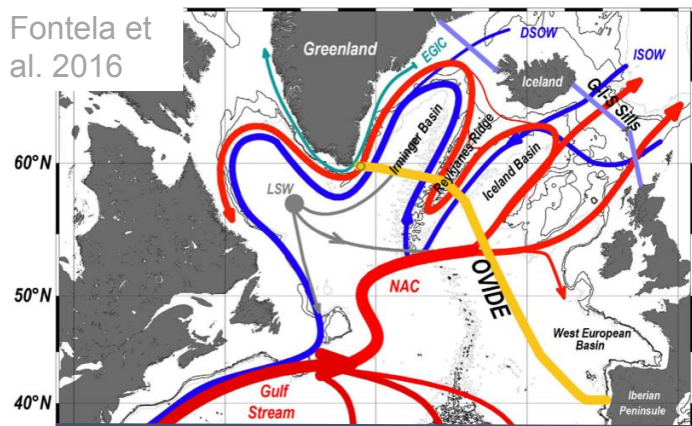 Fontela et
al. 2016
Greenland
DSOW
EGIC
ISOW
Iceland
G-I-S Sills
Irminger Basin
Reykjanes Ridge
Iceland Basin
60°N
LSW
50°N
NAC
OVIDE
West European
Basin
40°N
Gulf
Stream
Iberian
Peninsule